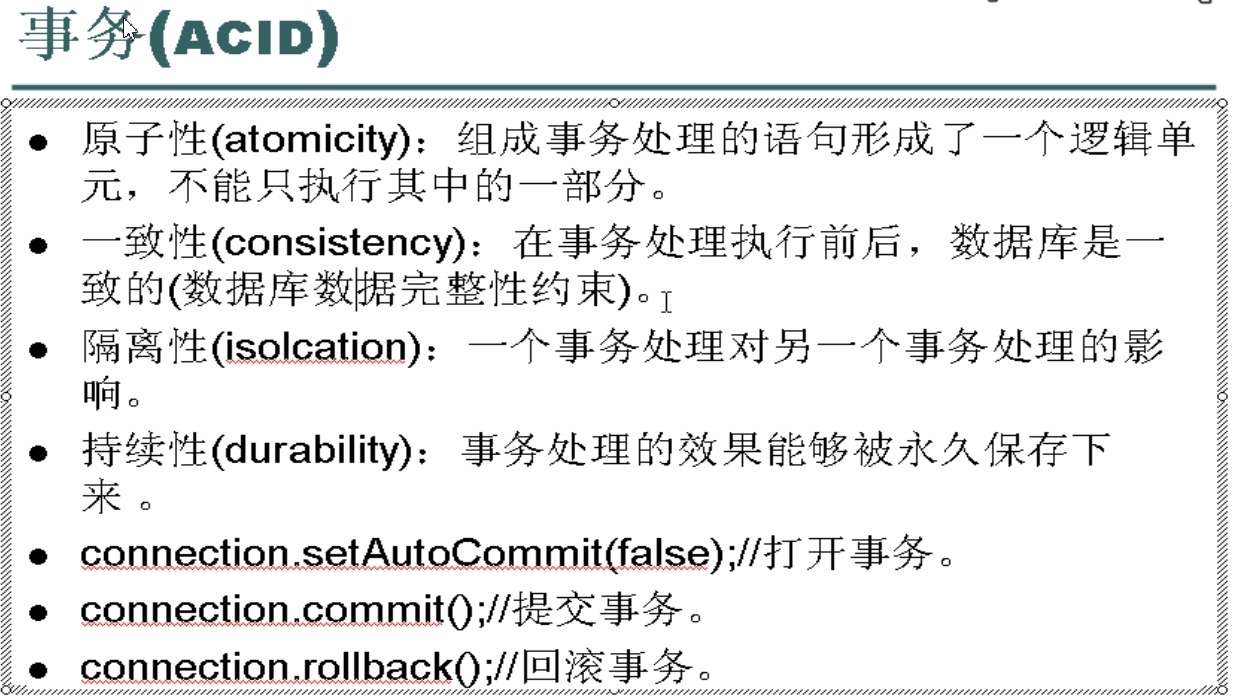 事务(ACID)
● 原子性(atomicity)：组成事务处理的语句形成了一个逻辑单
元，不能只执行其中的一部分。
● 一致性(consistency)：在事务处理执行前后，数据库是一
致的(数据库数据完整性约束)。
● 隔离性(isolcation)：一个事务处理对另一个事务处理的影
响。
● 持续性(durability)：事务处理的效果能够被永久保存下
来 。
● connection.setAutoCommit(false);//打开事务。
● connection.commit();//提交事务。
● connection.rollback();//回滚事务。